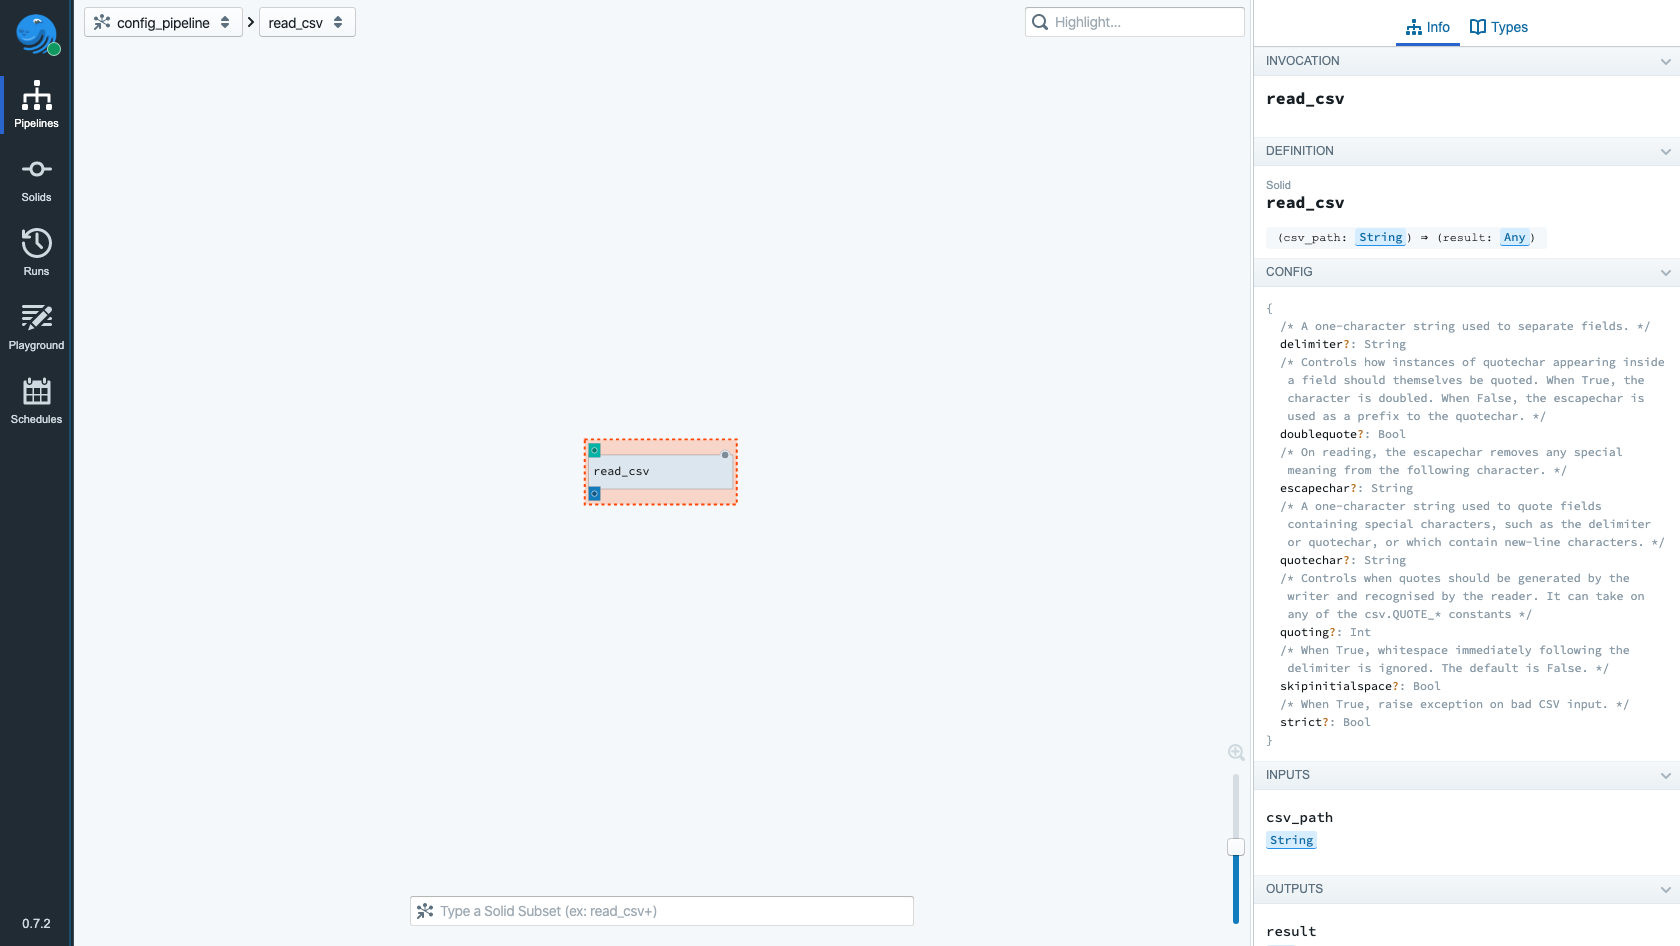 config_pipeline
read_csv
Highlight...
Info
Types
Pipelines
Solids
Runs
Playground
Schedules
0.7.2
read_csv
Type a Solid Subset (ex: read_csv+)
INVOCATION
read_csv
DEFINITION
Solid
read_csv
(csv_path: String) ⇒ (result: Any)
CONFIG
{
/* A one-character string used to separate fields. */
delimiter?: String
/* Controls how instances of quotechar appearing inside
a field should themselves be quoted. When True, the
character is doubled. When False, the escapechar is
used as a prefix to the quotechar. */
doublequote?: Bool
/* On reading, the escapechar removes any special
meaning from the following character. */
escapechar?: String
/* A one-character string used to quote fields
containing special characters, such as the delimiter
or quotechar, or which contain new-line characters. */
quotechar?: String
/* Controls when quotes should be generated by the
writer and recognised by the reader. It can take on
any of the csv.QUOTE_* constants */
quoting?: Int
/* When True, whitespace immediately following the
delimiter is ignored. The default is False. */
skipinitialspace?: Bool
/* When True, raise exception on bad CSV input. */
strict?: Bool
}
INPUTS
csv_path
String
OUTPUTS
result